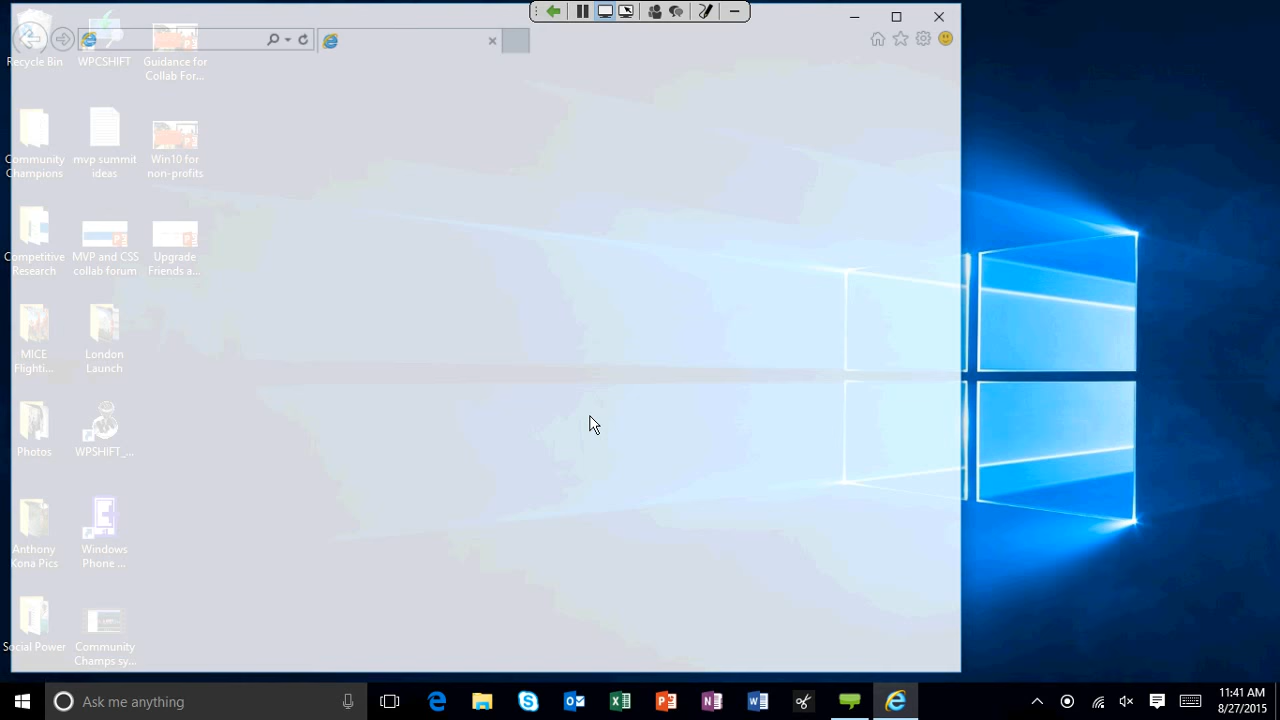 Recycle Bin
WPCSHIFT
Guidance for
Collab For...
Community
Champions
mvp summit
ideas
Win10 for
non-profits
Competitive
Research
MVP and CSS
collab forum
Upgrade
Friends a...
MICE
Flighti...
London
Launch
Photos
WPSHIFT_...
Anthony
Kona Pics
Windows
Phone ...
Social Power
Community
Champs sy...
Ask me anything
11:41 AM
8/27/2015